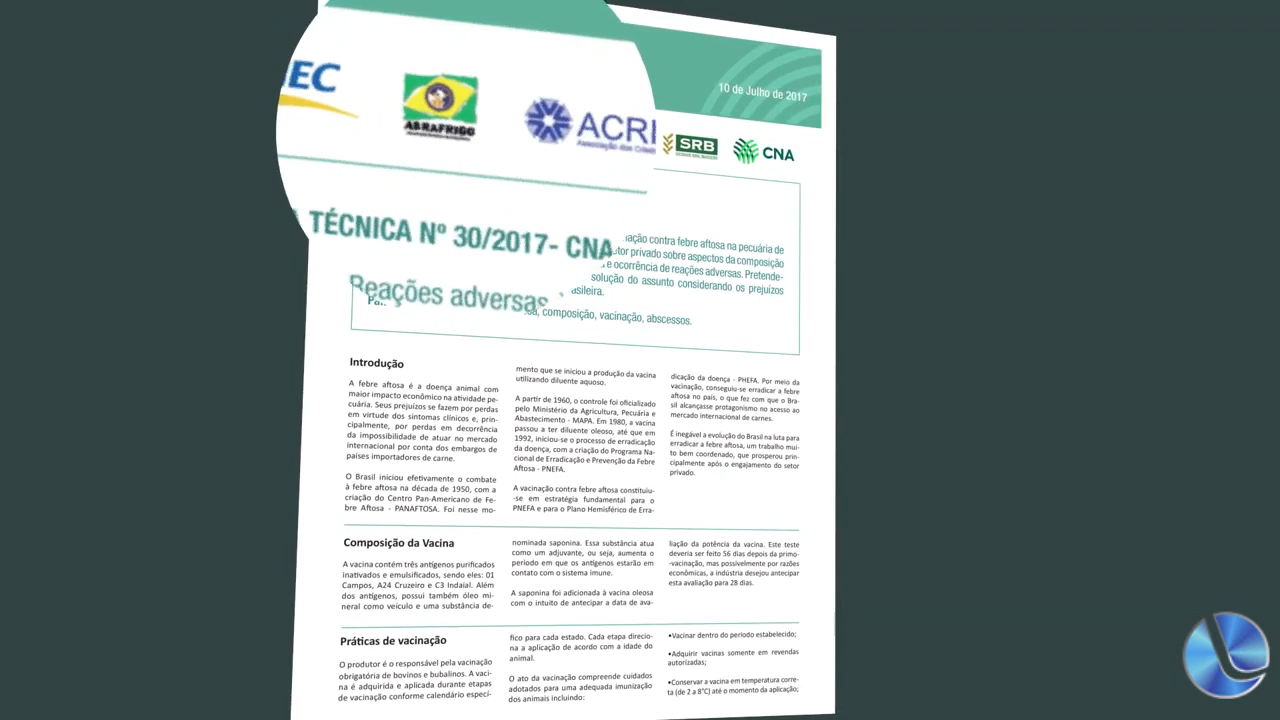 10 de Julho de 2017
EC
ABRAFRIGO
ACRI
Associação dos
SRB
CNA
TÉCNICA Nº 30/2017- CNA
Reações adversas
ação contra febre aftosa na pecuária de
utor privado sobre aspectos da composição
e ocorrência de reações adversas. Pretende-
solução do assunto considerando os prejuízos
asileira.
Pa
composição, vacinação, abscessos.
Introdução
A febre aftosa é a doença animal com
maior impacto econômico na atividade pe-
cuária. Seus prejuízos se fazem por perdas
em virtude dos sintomas clínicos e, prin-
cipalmente, por perdas em decorrência
da impossibilidade de atuar no mercado
internacional por conta dos embargos de
países importadores de carne.
O Brasil iniciou efetivamente o combate
à febre aftosa na década de 1950, com a
criação do Centro Pan-Americano de Fe-
bre Aftosa - PANAFTOSA. Foi nesse mo-
mento que se iniciou a produção da vacina
utilizando diluente aquoso.
A partir de 1960, o controle foi oficializado
pelo Ministério da Agricultura, Pecuária e
Abastecimento - MAPA. Em 1980, a vacina
passou a ter diluente oleoso, até que em
1992, iniciou-se o processo de erradicação
da doença, com a criação do Programa Na-
cional de Erradicação e Prevenção da Febre
Aftosa - PNEFA.
A vacinação contra febre aftosa constituiu-
-se em estratégia fundamental para o
PNEFA e para o Plano Hemisférico de Erra-
dicação da doença - PHEFA. Por meio da
vacinação, conseguiu-se erradicar a febre
aftosa no país, o que fez com que o Bra-
sil alcançasse protagonismo no acesso ao
mercado internacional de carnes.
É inegável a evolução do Brasil na luta para
erradicar a febre aftosa, um trabalho mui-
to bem coordenado, que prosperou prin-
cipalmente após o engajamento do setor
privado.
Composição da Vacina
A vacina contém três antígenos purificados
inativados e emulsificados, sendo eles: 01
Campos, A24 Cruzeiro e C3 Indaial. Além
dos antígenos, possui também óleo mi-
neral como veículo e uma substância de-
nominada saponina. Essa substância atua
como um adjuvante, ou seja, aumenta o
período em que os antígenos estarão em
contato com o sistema imune.
A saponina foi adicionada à vacina oleosa
com o intuito de antecipar a data de ava-
liação da potência da vacina. Este teste
deveria ser feito 56 dias depois da primo-
-vacinação, mas possivelmente por razões
econômicas, a indústria desejou antecipar
esta avaliação para 28 dias.
Práticas de vacinação
O produtor é o responsável pela vacinação
obrigatória de bovinos e bubalinos. A vaci-
na é adquirida e aplicada durante etapas
de vacinação conforme calendário especí-
fico para cada estado. Cada etapa direcio-
na a aplicação de acordo com a idade do
animal.
O ato da vacinação compreende cuidados
adotados para uma adequada imunização
dos animais incluindo:
•Vacinar dentro do período estabelecido;
•Adquirir vacinas somente em revendas
autorizadas;
•Conservar a vacina em temperatura corre-
ta (de 2 a 8°C) até o momento da aplicação;